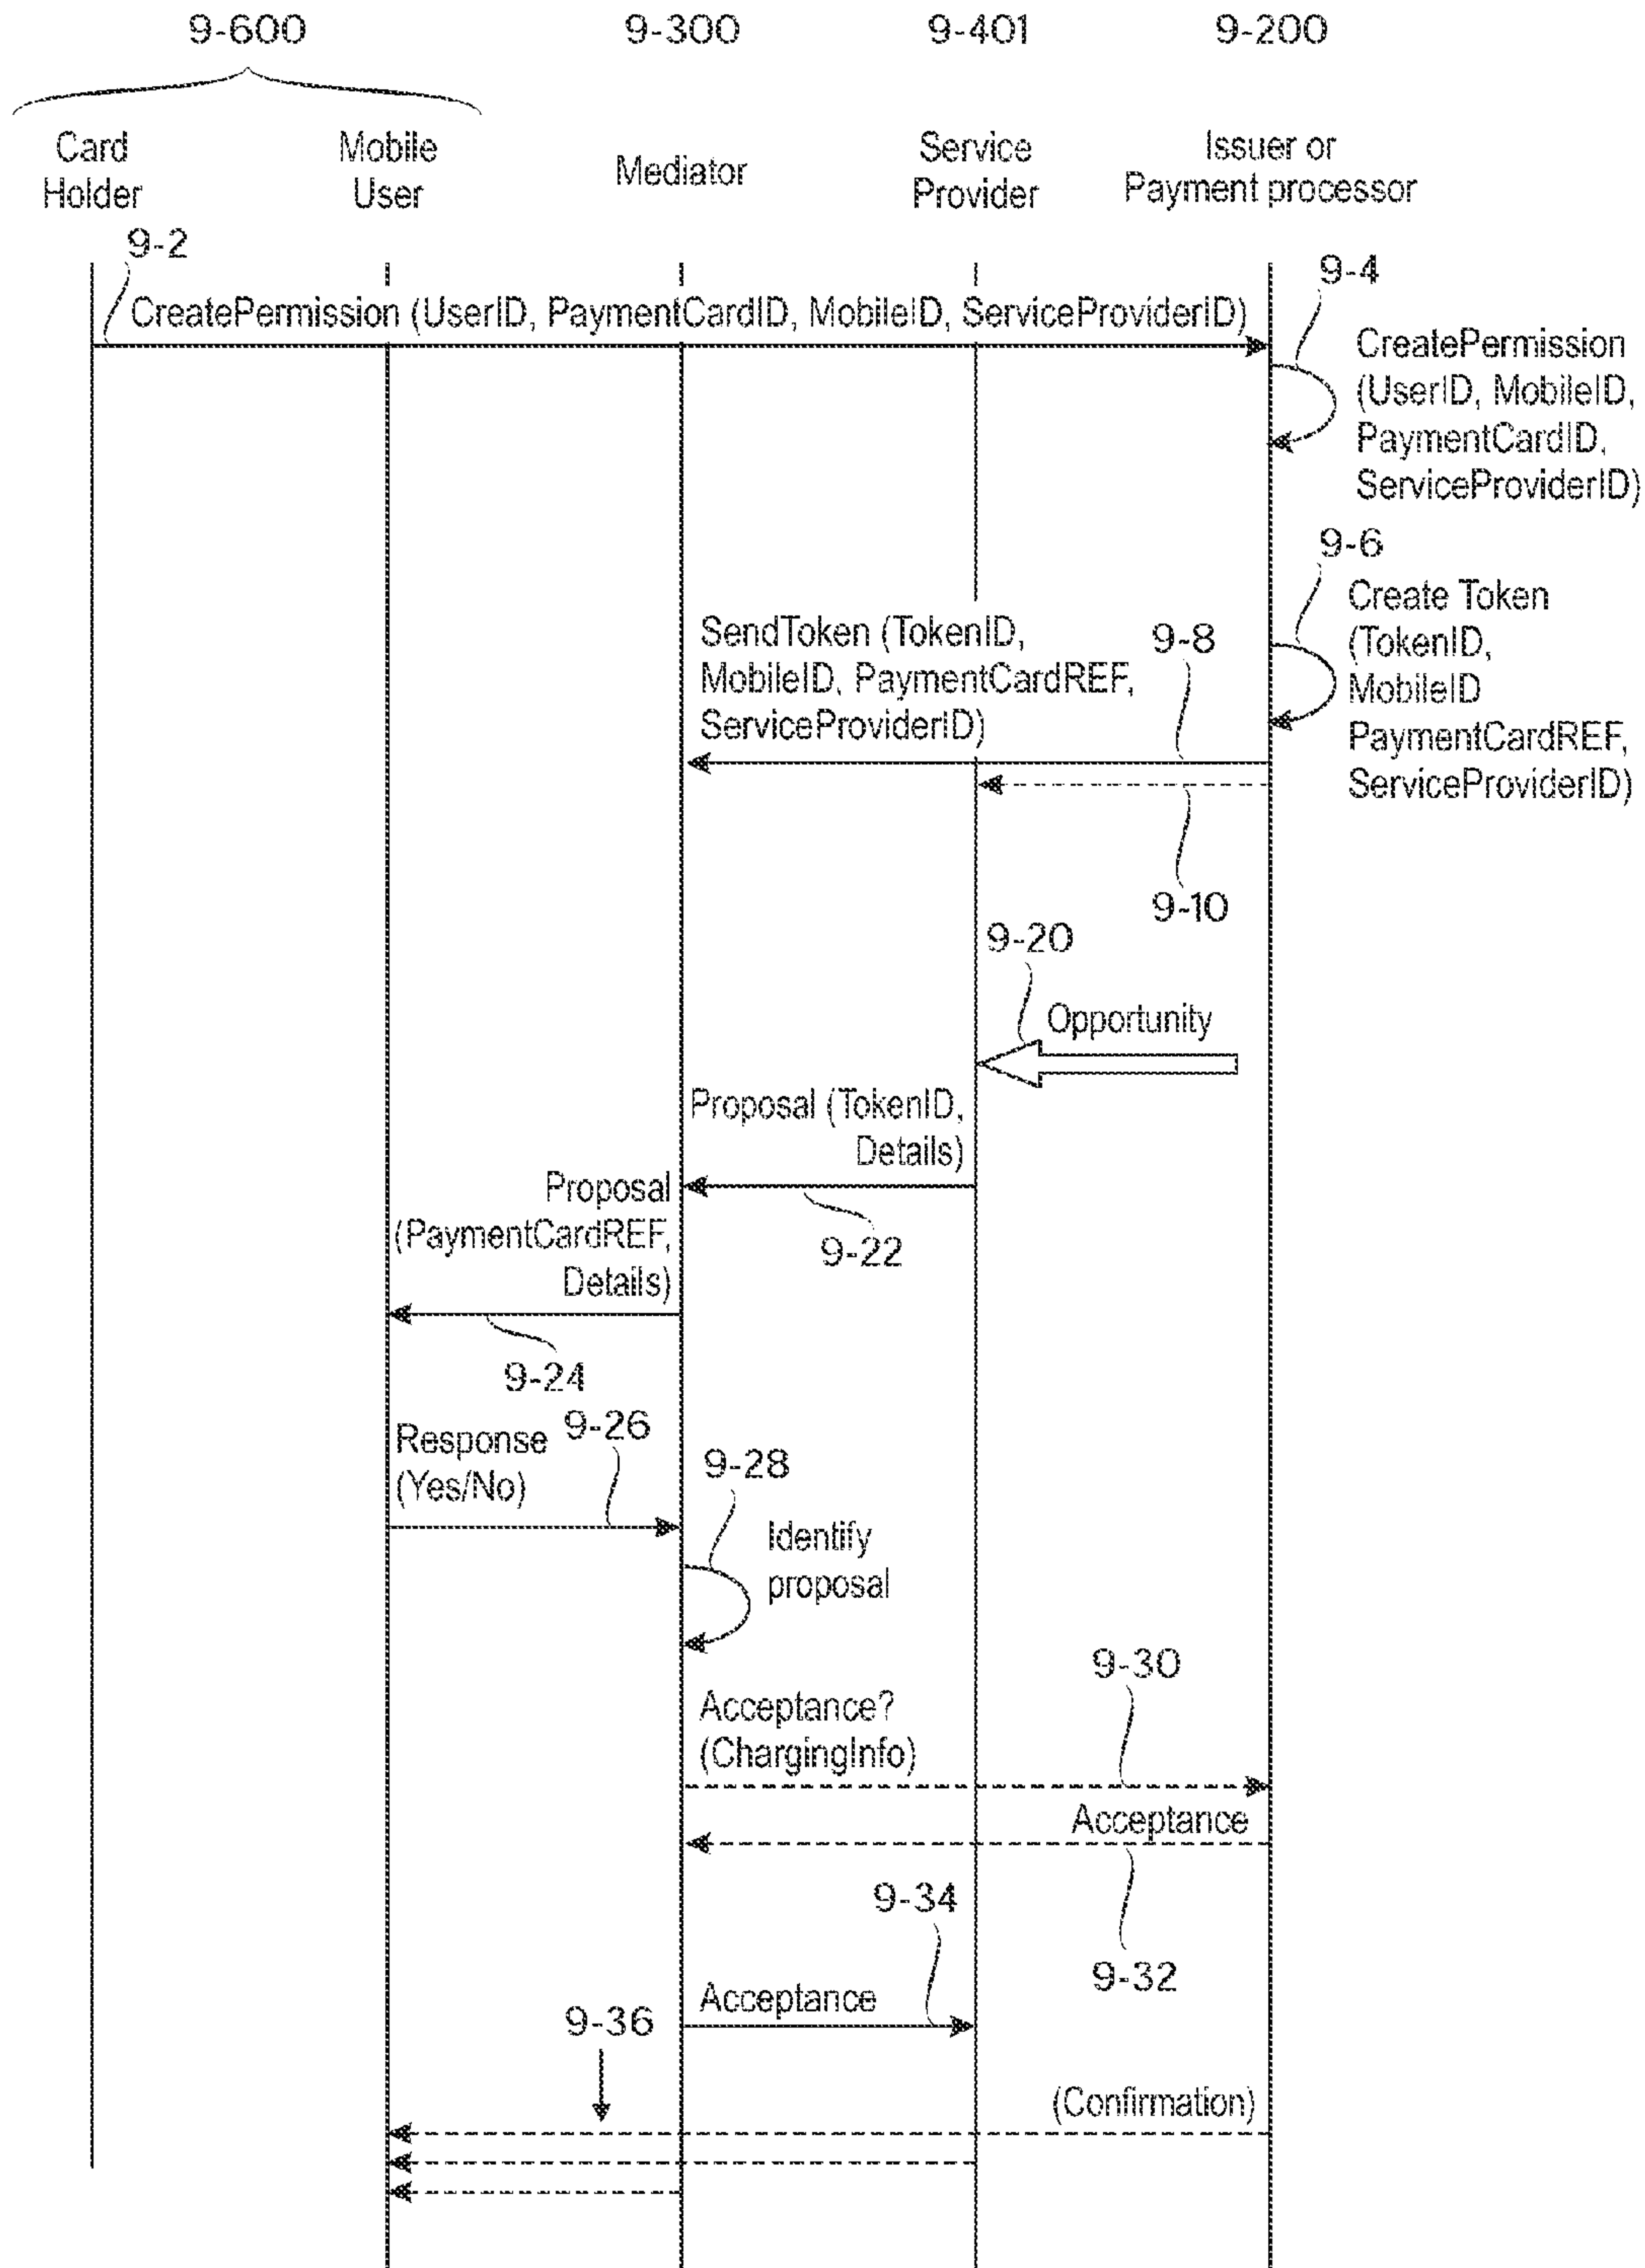 9-600
9-300
9-401
9-200
Card
Holder
Mobile
User
Mediator
Service
Provider
Issuer or
Payment processor
9-2
CreatePermission (UserID, PaymentCardID, MobileID, ServiceProviderID)
9-4
CreatePermission
(UserID, MobileID,
PaymentCardID,
ServiceProviderID)
9-6
Create Token
(TokenID,
MobileID
PaymentCardREF,
ServiceProviderID)
SendToken (TokenID,
MobileID, PaymentCardREF,
ServiceProviderID)
9-8
9-10
9-20
Opportunity
Proposal (TokenID,
Details)
9-22
Proposal
(PaymentCardREF,
Details)
9-24
Response
(Yes/No)
9-26
9-28
Identify
proposal
9-30
Acceptance?
(ChargingInfo)
Acceptance
9-32
9-34
Acceptance
9-36
(Confirmation)